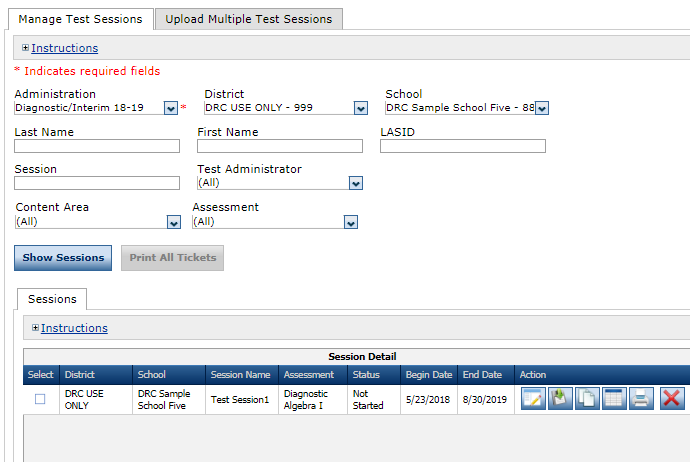 Manage Test Sessions Upload Multiple Test Sessions
Instructions
* Indicates required fields
Administration District School
Diagnostic/Interim 18-19 * DRC USE ONLY - 999 DRC Sample School Five - 88
Last Name First Name LASID
Session Test Administrator
(All)
Content Area Assessment
(All) (All)
Show Sessions Print All Tickets
Sessions
Instructions
Session Detail
Select District School Session Name Assessment Status Begin Date End Date Action
DRC USE ONLY DRC Sample School Five Test Session1 Diagnostic Algebra I Not Started 5/23/2018 8/30/2019